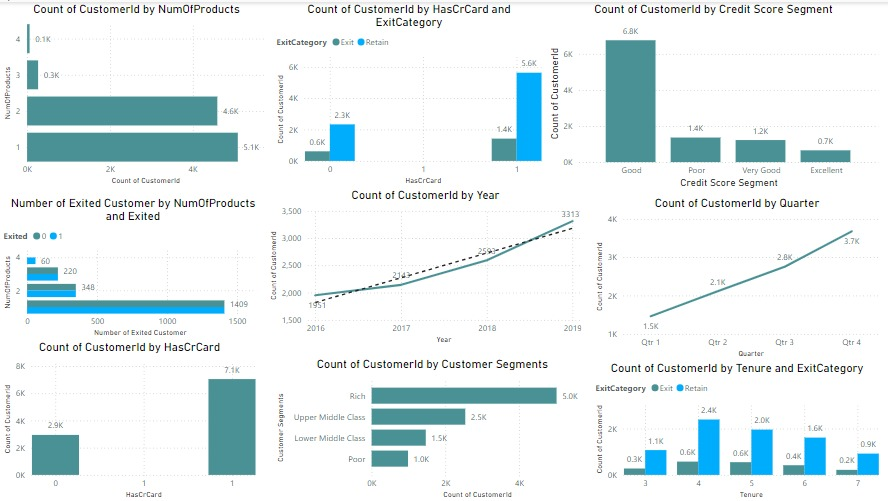 Count of CustomerId by NumOfProducts
NumOfProducts
4
0.1K
3
0.3K
2
4.6K
1
5.1K
0K
2K
4K
Count of CustomerId
Count of CustomerId by HasCrCard and
ExitCategory
ExitCategory Exit Retain
Count of CustomerId
6K
4K
2K
0K
0.6K
2.3K
1.4K
5.6K
0
1
1
HasCrCard
Count of CustomerId by Credit Score Segment
Count of CustomerId
6K
4K
2K
0K
6.8K
1.4K
1.2K
0.7K
Good
Poor
Very Good
Excellent
Credit Score Segment
Number of Exited Customer by NumOfProducts
and Exited
Exited 0 1
NumOfProducts
4
60
220
2
348
1409
0
500
1000
1500
Number of Exited Customer
Count of CustomerId by Year
Count of CustomerId
3,500
3,000
2,500
2,000
1,500
1951
2143
2593
3313
2016
2017
2018
2019
Year
Count of CustomerId by Quarter
Count of CustomerId
4K
3K
2K
1K
1.5K
2.1K
2.8K
3.7K
Qtr 1
Qtr 2
Qtr 3
Qtr 4
Quarter
Count of CustomerId by HasCrCard
Count of CustomerId
8K
6K
4K
2K
0K
2.9K
7.1K
0
1
1
HasCrCard
Count of CustomerId by Customer Segments
Customer Segments
Rich
5.0K
Upper Middle Class
2.5K
Lower Middle Class
1.5K
Poor
1.0K
0K
2K
4K
Count of CustomerId
Count of CustomerId by Tenure and ExitCategory
ExitCategory Exit Retain
Count of CustomerId
2K
0K
0.3K
1.1K
0.6K
2.4K
0.6K
2.0K
0.4K
1.6K
0.2K
0.9K
3
4
5
6
7
Tenure